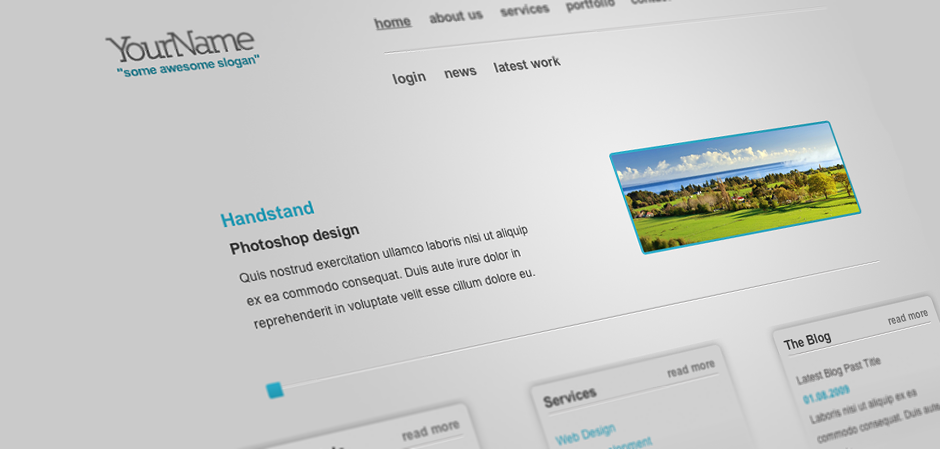 YourName
"some awesome slogan"
home about us services portfolio
login news latest work
Handstand
Photoshop design
Quis nostrud exercitation ullamco laboris nisi ut aliquip
ex ea commodo consequat. Duis aute irure dolor in
reprehenderit in voluptate velit esse cillum dolore eu.
read more
Services read more
Web Design
The Blog read more
Latest Blog Past Title
01.08.2009
Laboris nisi ut aliquip ex ea
commodo consequat. Duis aute